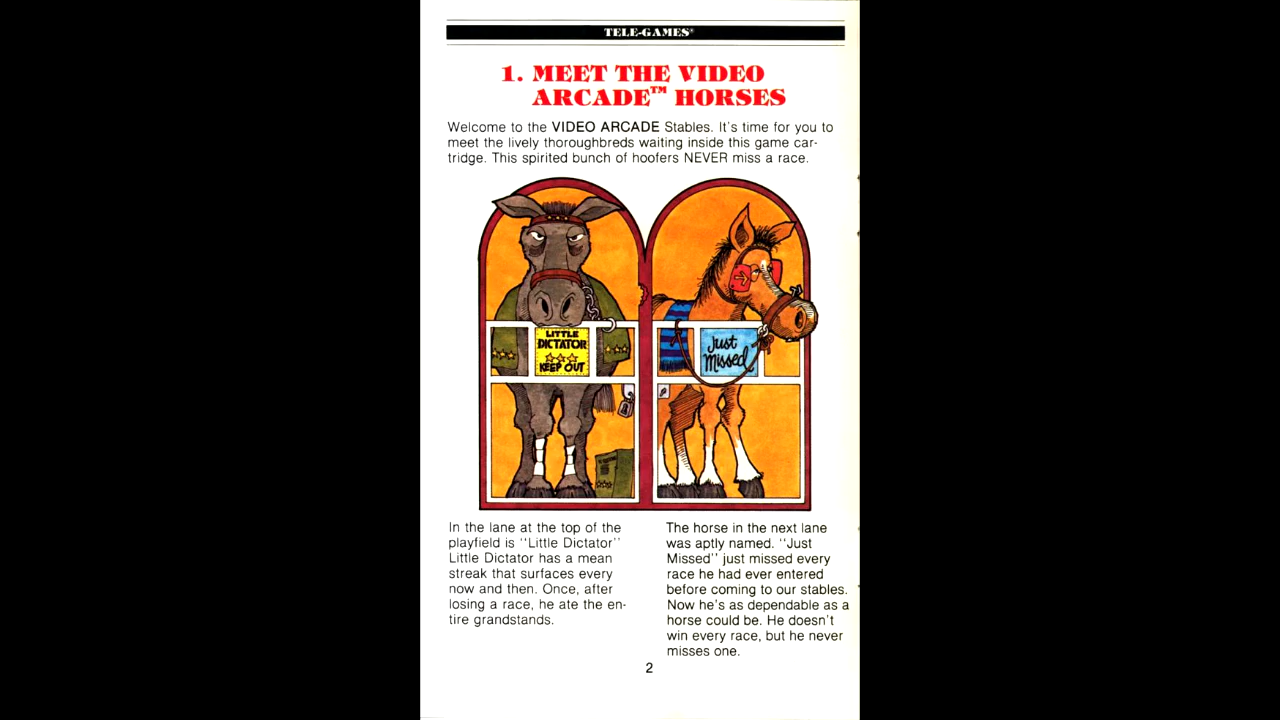 TELE-GAMES®
1. MEET THE VIDEO
ARCADE™ HORSES
Welcome to the VIDEO ARCADE Stables. It's time for you to
meet the lively thoroughbreds waiting inside this game car-
tridge. This spirited bunch of hoofers NEVER miss a race.
LITTLE
DICTATOR
KEEP OUT
Just
Missed
In the lane at the top of the
playfield is ''Little Dictator''
Little Dictator has a mean
streak that surfaces every
now and then. Once, after
losing a race, he ate the en-
tire grandstands.
The horse in the next lane
was aptly named. ''Just
Missed'' just missed every
race he had ever entered
before coming to our stables.
Now he's as dependable as a
horse could be. He doesn't
win every race, but he never
misses one.
2